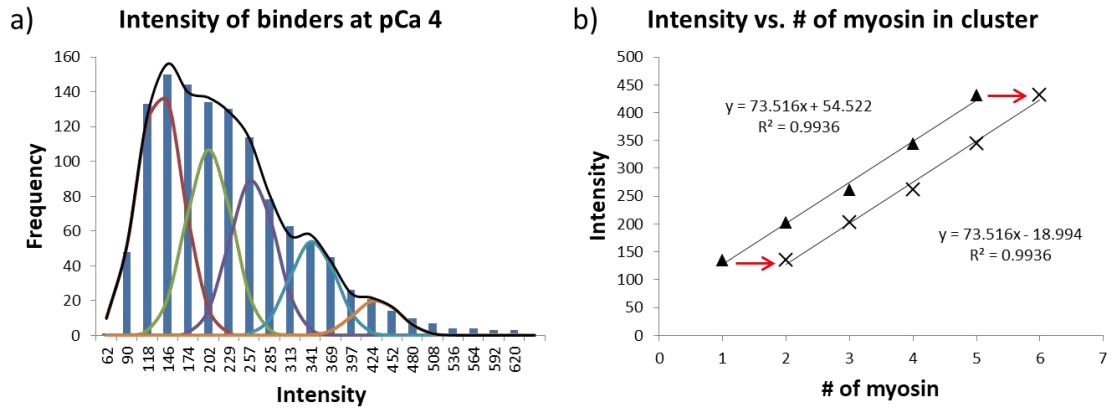 a) Intensity of binders at pCa 4
160
140
120
100
80
60
40
20
0
Frequency
62 90 118 146 174 202 229 257 285 313 341 369 397 424 452 480 508 536 564 592 620
Intensity
b) Intensity vs. # of myosin in cluster
500
450
400
350
300
250
200
150
100
50
0
Intensity
y = 73.516x + 54.522
R² = 0.9936
y = 73.516x - 18.994
R² = 0.9936
0 1 2 3 4 5 6 7
# of myosin